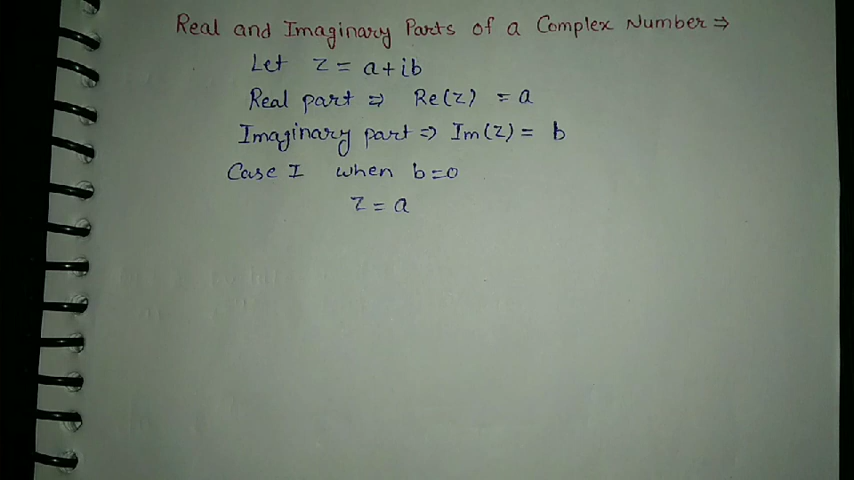 Real and Imaginary Parts of a Complex Number ⇒
Let z = a+ib
Real part ⇒ Re(z) = a
Imaginary part ⇒ Im(z) = b
Case I when b=0
z = a